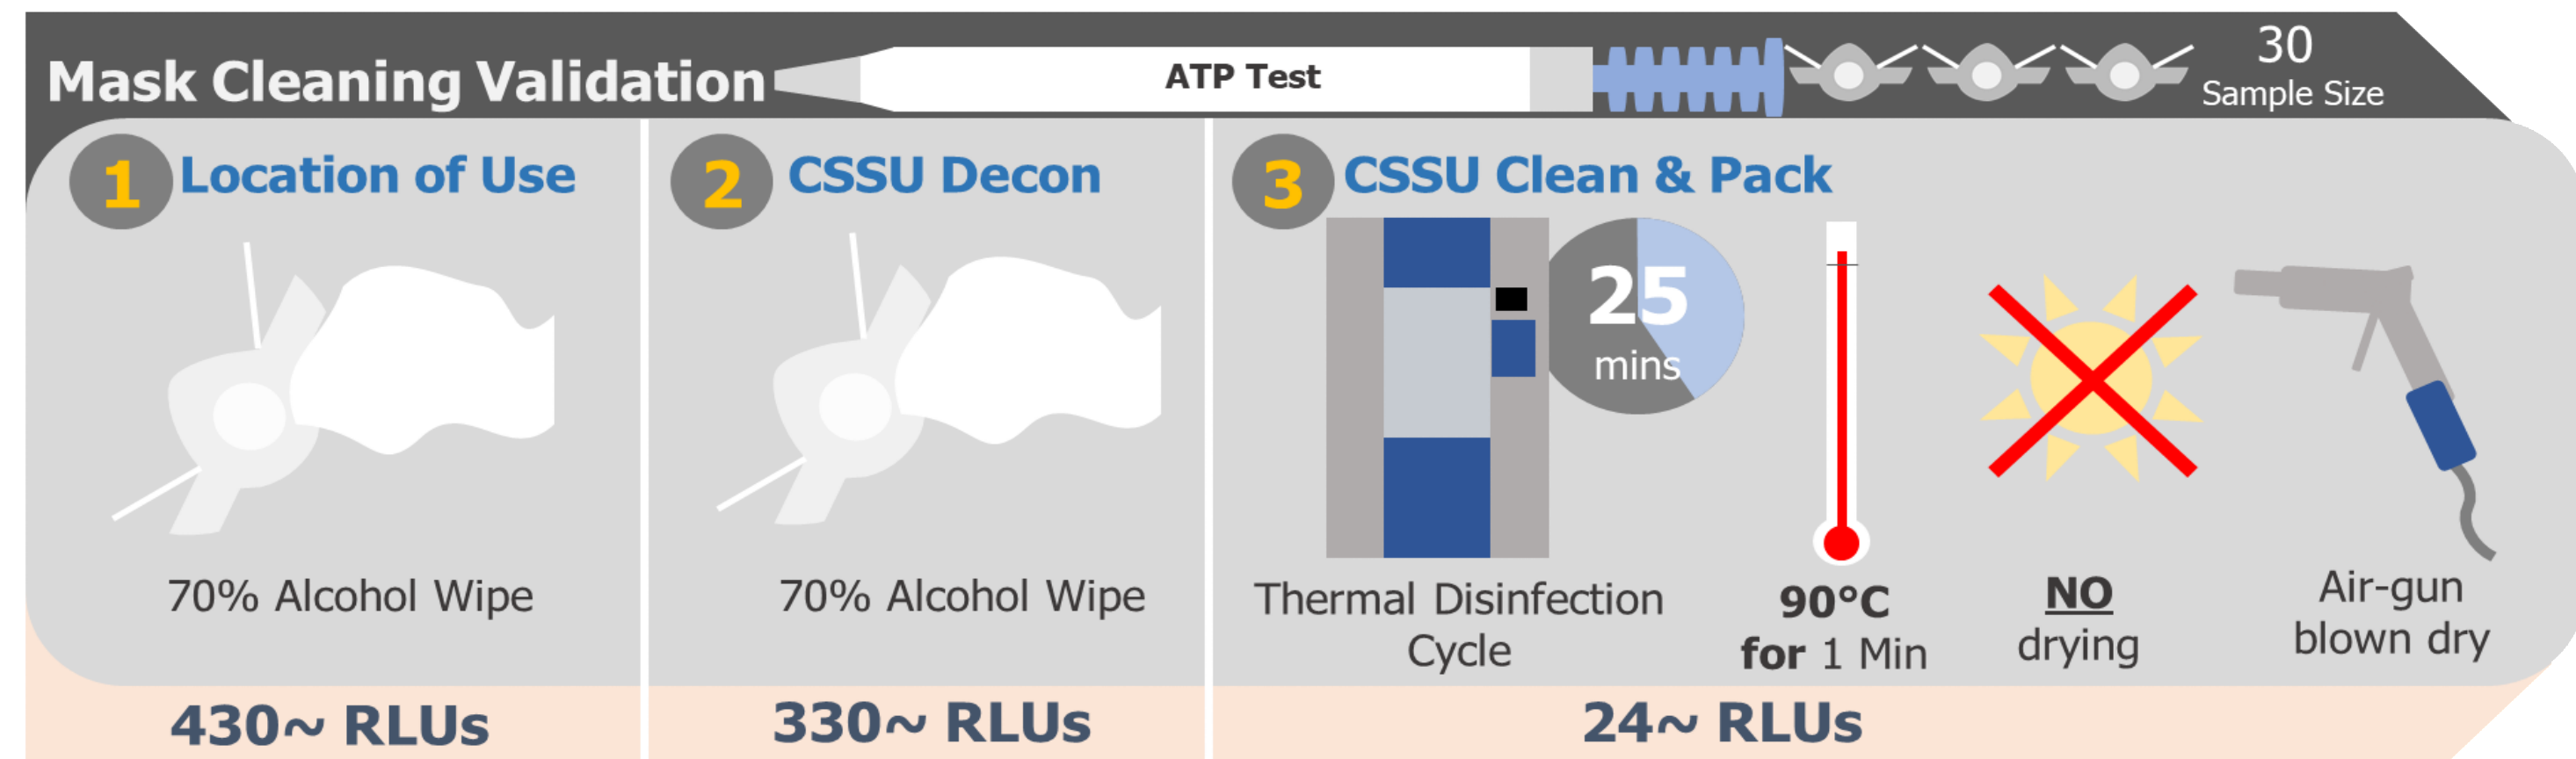 Mask Cleaning Validation
ATP Test
30
Sample Size
1 Location of Use
70% Alcohol Wipe
430~ RLUs
2 CSSU Decon
70% Alcohol Wipe
330~ RLUs
3 CSSU Clean & Pack
25
mins
Thermal Disinfection
Cycle
90°C
for 1 Min
NO
drying
Air-gun
blown dry
24~ RLUs